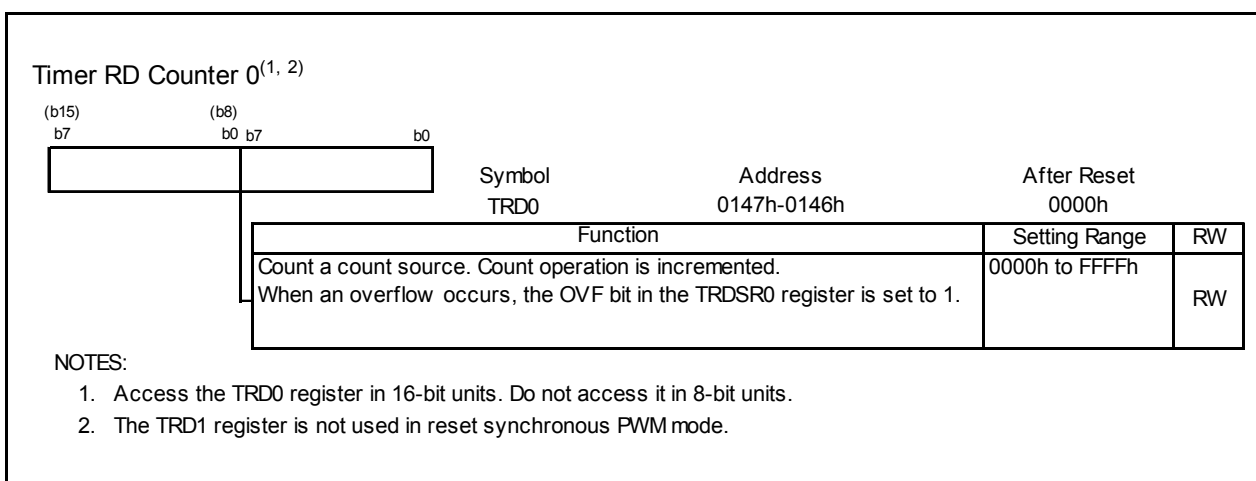 Timer RD Counter 0(1, 2)
(b15) (b8)
b7 b0 b7 b0
Symbol Address After Reset
TRD0 0147h-0146h 0000h
Function Setting Range RW
Count a count source. Count operation is incremented. 0000h to FFFFh
When an overflow occurs, the OVF bit in the TRDSR0 register is set to 1. RW
NOTES:
1. Access the TRD0 register in 16-bit units. Do not access it in 8-bit units.
2. The TRD1 register is not used in reset synchronous PWM mode.